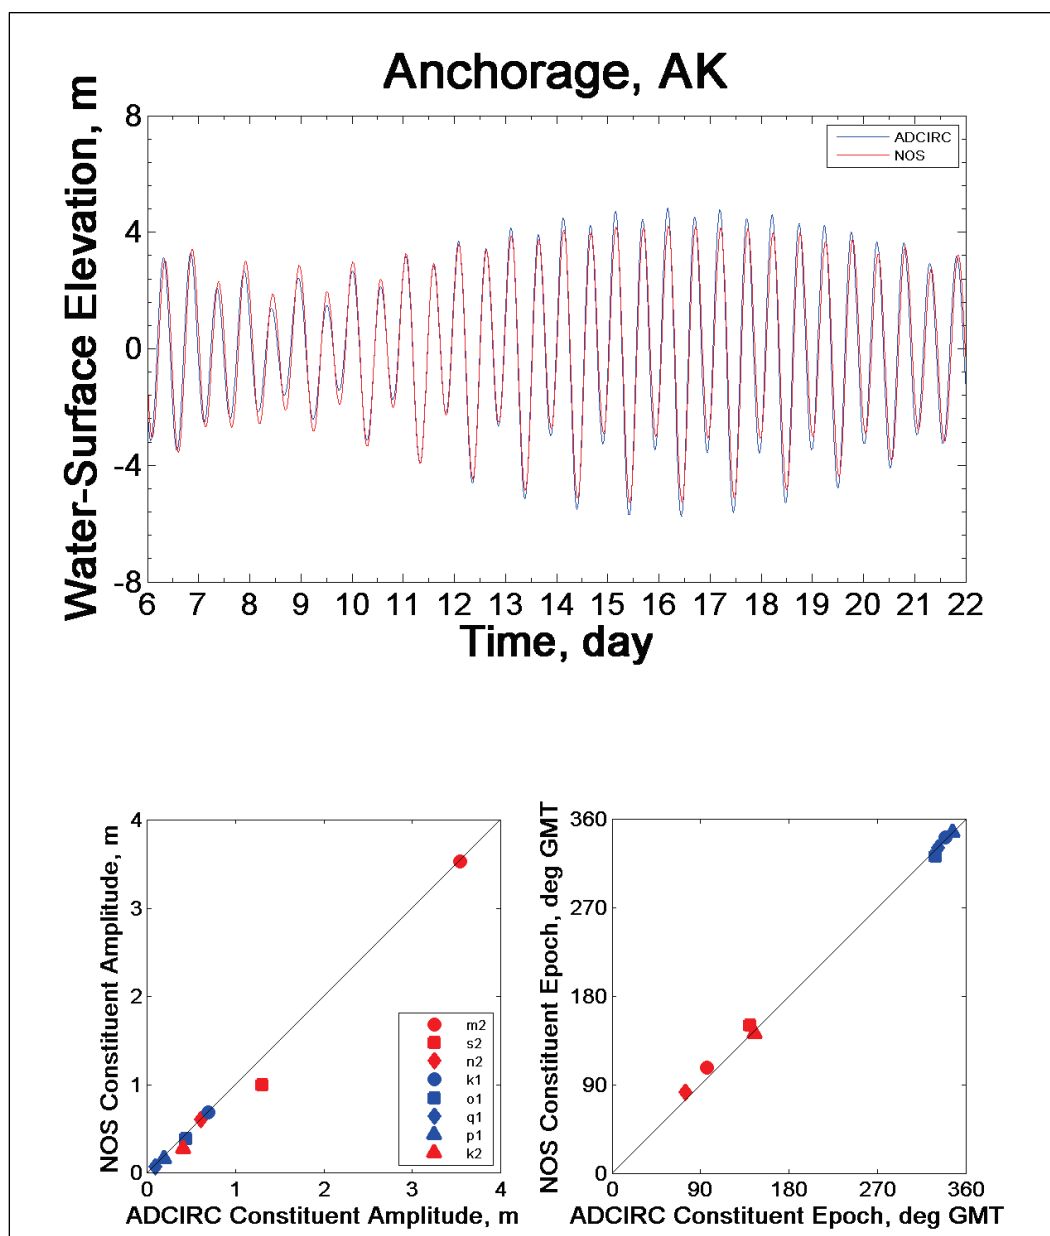 Anchorage, AK
Water-Surface Elevation, m
8
4
0
-4
-8
ADCIRC
NOS
6 7 8 9 10 11 12 13 14 15 16 17 18 19 20 21 22
Time, day
NOS Constituent Amplitude, m
4
3
2
1
0
m2
s2
n2
k1
o1
q1
p1
k2
0 1 2 3 4
ADCIRC Constituent Amplitude, m
NOS Constituent Epoch, deg GMT
360
270
180
90
0
0 90 180 270 360
ADCIRC Constituent Epoch, deg GMT